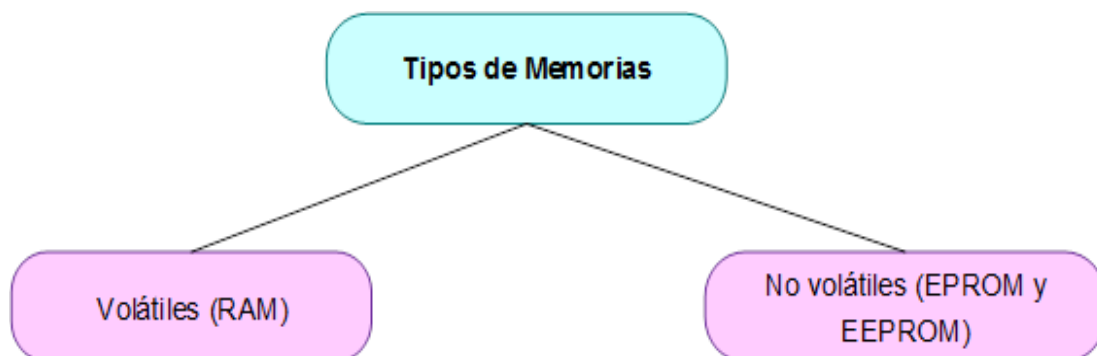 Tipos de Memorias
Volátiles (RAM)
No volátiles (EPROM y
EEPROM)